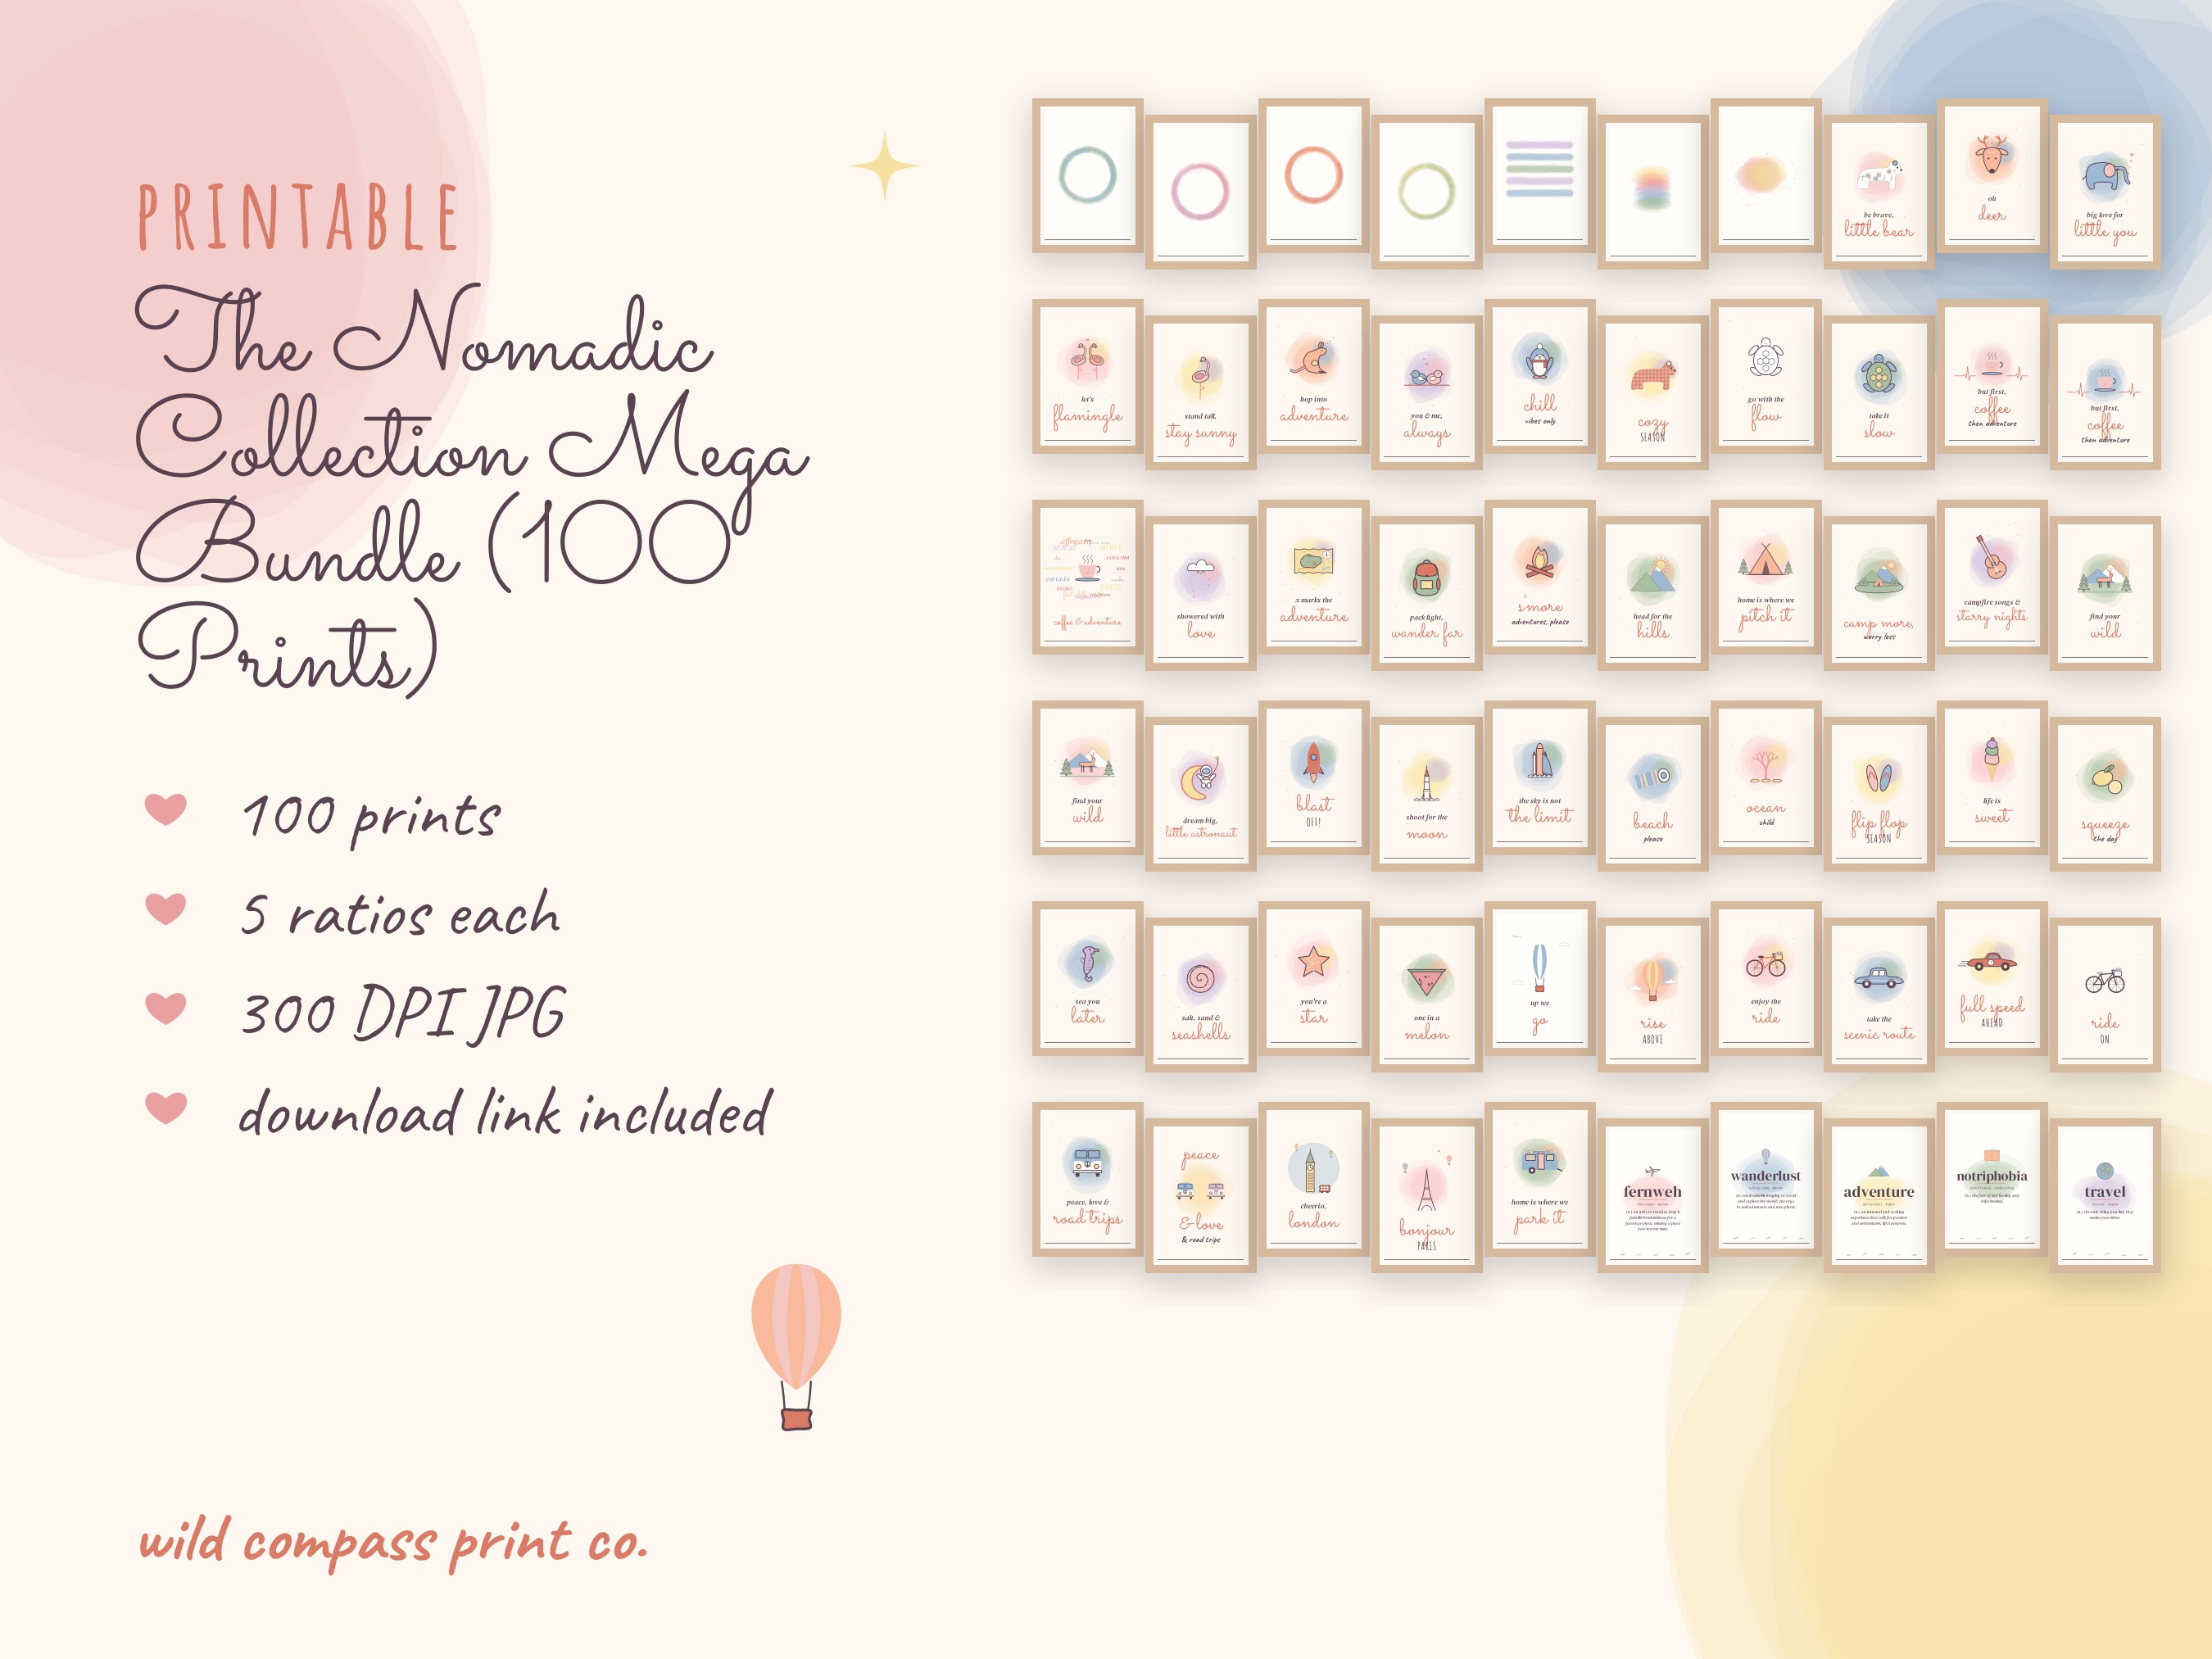 PRINTABLE
The Nomadic
Collection Mega
Bundle (100
Prints)
100 prints
5 ratios each
300 DPI JPG
download link included
wild compass print co.
be brave,
little bear
oh
deer
big love for
little you
let's
flamingle
stand tall,
stay sunny
hop into
adventure
you & me,
always
chill
vibes only
cozy
SEASON
go with the
flow
take it
slow
but first,
coffee
then adventure
but first,
coffee
then adventure
affogato
cortado
coffee & adventure
showered with
love
x marks the
adventure
pack light,
wander far
s'more
adventures, please
head for the
hills
home is where we
pitch it
camp more,
worry less
campfire songs &
starry nights
find your
wild
find your
wild
dream big,
little astronaut
blast
OFF!
shoot for the
moon
the sky is not
the limit
beach
please
ocean
child
flip flop
SEASON
life is
sweet
squeeze
the day
sea you
later
salt, sand &
seashells
you're a
star
one in a
melon
up we
go
rise
ABOVE
enjoy the
ride
take the
scenic route
full speed
AHEAD
ride
ON
peace, love &
road trips
peace
& love
& road trips
cheerio,
london
bonjour
PARIS
home is where we
park it
fernweh
wanderlust
adventure
notriphobia
travel